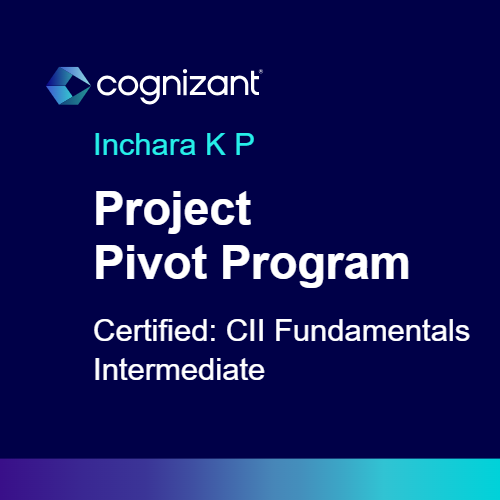 cognizant
Inchara K P
Project
Pivot Program
Certified: CII Fundamentals
Intermediate